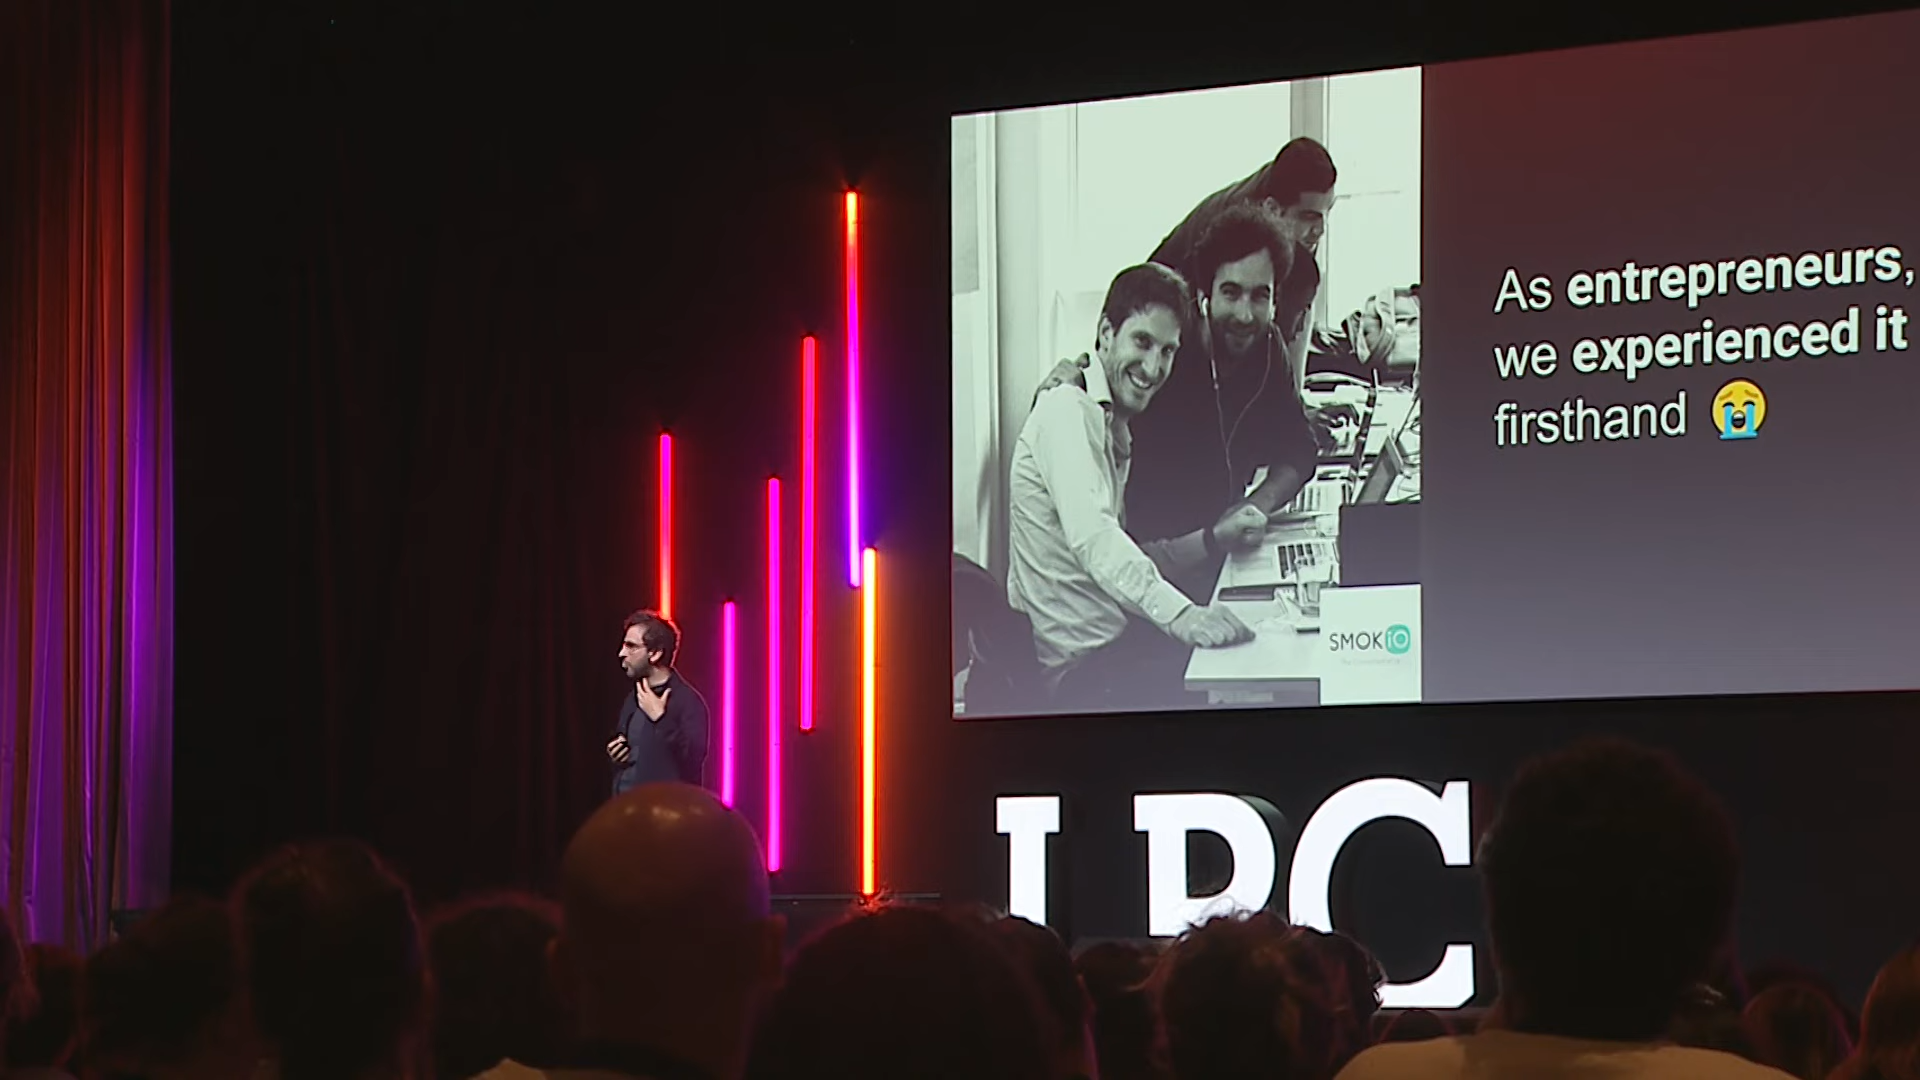 As entrepreneurs,
we experienced it
firsthand 😭
SMOKiO
LPC